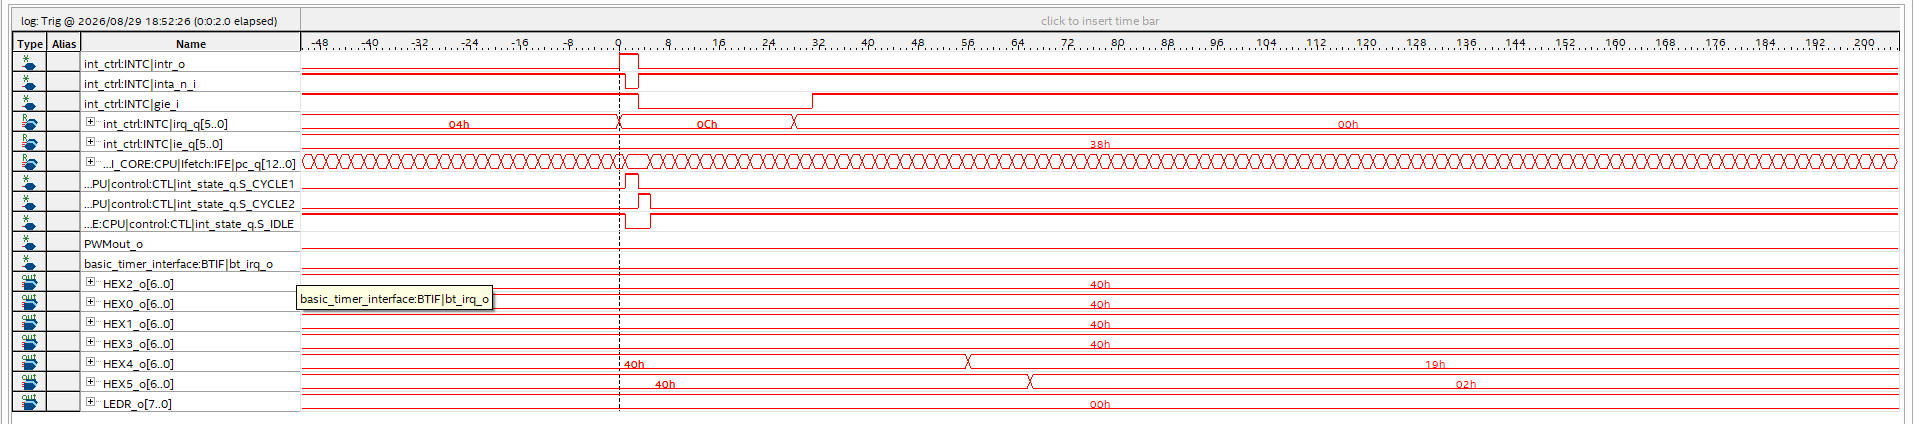 log: Trig @ 2026/08/29 18:52:26 (0:0:2.0 elapsed) click to insert time bar
Type Alias Name -48 -40 -32 -24 -16 -8 0 8 16 24 32 40 48 56 64 72 80 88 96 104 112 120 128 136 144 152 160 168 176 184 192 200
int_ctrl:INTC|intr_o
int_ctrl:INTC|inta_n_i
int_ctrl:INTC|gie_i
int_ctrl:INTC|irq_q[5..0] 04h 0Ch 00h
int_ctrl:INTC|ie_q[5..0] 38h
...I_CORE:CPU|Ifetch:IFE|pc_q[12..0]
...PU|control:CTL|int_state_q.S_CYCLE1
...PU|control:CTL|int_state_q.S_CYCLE2
...E:CPU|control:CTL|int_state_q.S_IDLE
PWMout_o
basic_timer_interface:BTIF|bt_irq_o
HEX2_o[6..0] 40h
basic_timer_interface:BTIF|bt_irq_o
HEX0_o[6..0] 40h
HEX1_o[6..0] 40h
HEX3_o[6..0] 40h
HEX4_o[6..0] 40h 19h
HEX5_o[6..0] 40h 02h
LEDR_o[7..0] 00h